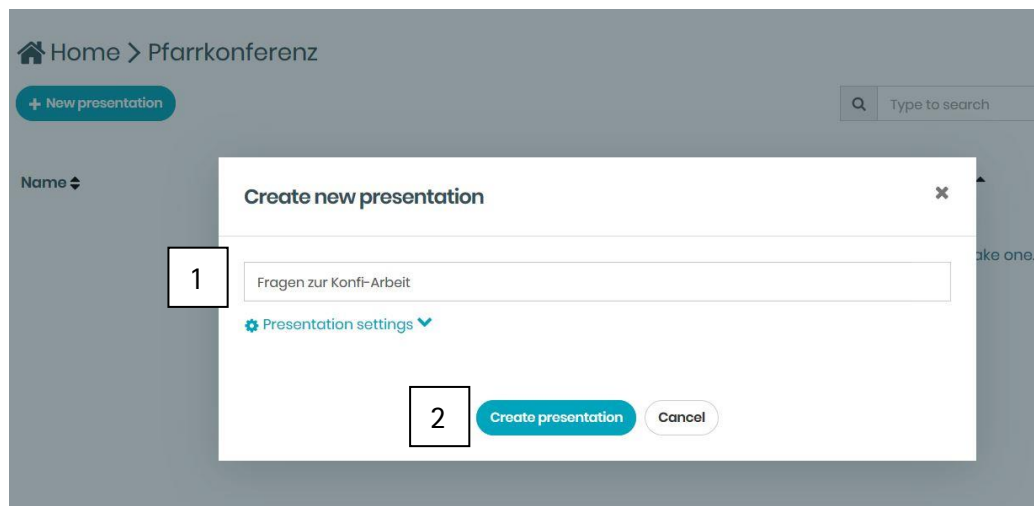 Home > Pfarrkonferenz
+ New presentation
Type to search
Name
Create new presentation
ake one.
1
Fragen zur Konfi-Arbeit
Presentation settings
2
Create presentation
Cancel